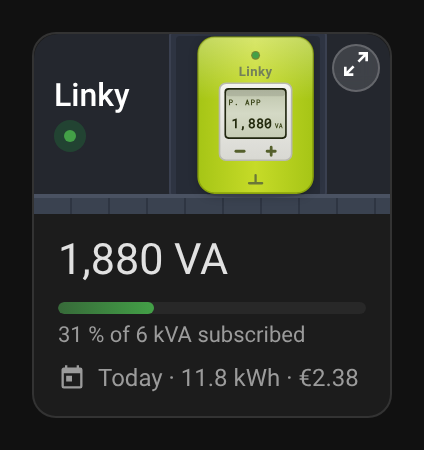 Linky
Linky
P. APP
1,880 VA
1,880 VA
31 % of 6 kVA subscribed
Today · 11.8 kWh · €2.38